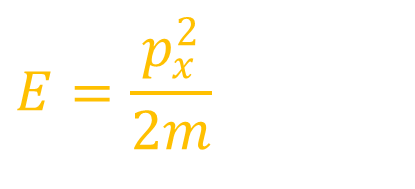 E = p_x^2 / 2m